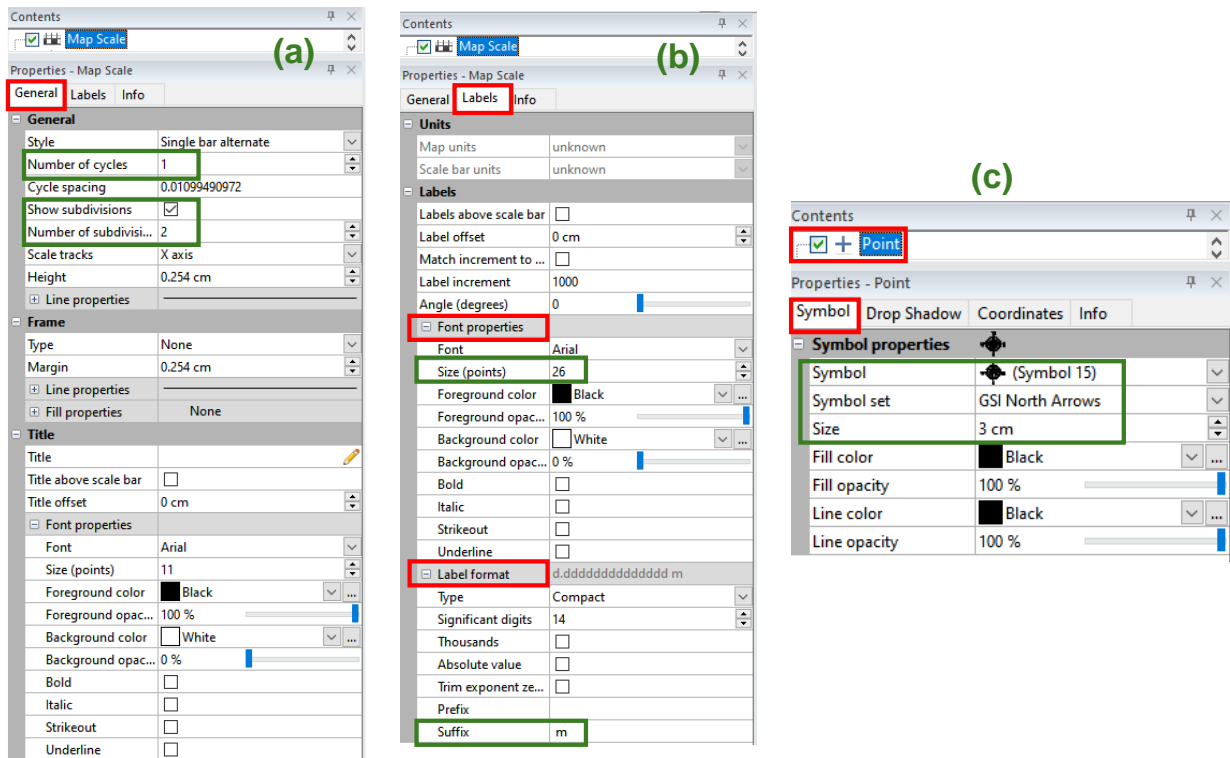 Contents
Map Scale
(a)
Properties - Map Scale
General Labels Info
General
Style Single bar alternate
Number of cycles 1
Cycle spacing 0.01099490972
Show subdivisions
Number of subdivisi... 2
Scale tracks X axis
Height 0.254 cm
Line properties
Frame
Type None
Margin 0.254 cm
Line properties
Fill properties None
Title
Title
Title above scale bar
Title offset 0 cm
Font properties
Font Arial
Size (points) 11
Foreground color Black ...
Foreground opac... 100 %
Background color White ...
Background opac... 0 %
Bold
Italic
Strikeout
Underline
Contents
Map Scale
(b)
Properties - Map Scale
General Labels Info
Units
Map units unknown
Scale bar units unknown
Labels
Labels above scale bar
Label offset 0 cm
Match increment to ...
Label increment 1000
Angle (degrees) 0
Font properties
Font Arial
Size (points) 26
Foreground color Black ...
Foreground opac... 100 %
Background color White ...
Background opac... 0 %
Bold
Italic
Strikeout
Underline
Label format d.dddddddddddddd m
Type Compact
Significant digits 14
Thousands
Absolute value
Trim exponent ze...
Prefix
Suffix m
(c)
Contents
Point
Properties - Point
Symbol Drop Shadow Coordinates Info
Symbol properties
Symbol (Symbol 15)
Symbol set GSI North Arrows
Size 3 cm
Fill color Black ...
Fill opacity 100 %
Line color Black ...
Line opacity 100 %